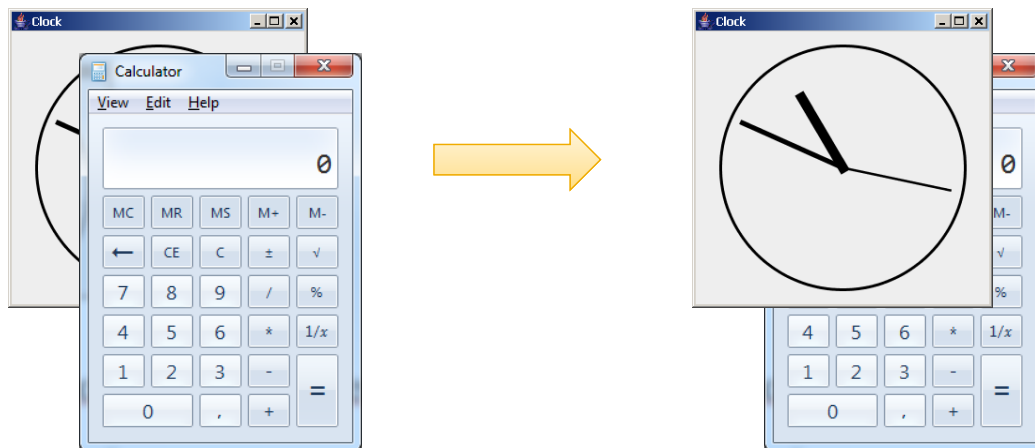 Clock
Calculator
View Edit Help
0
MC MR MS M+ M-
← CE C ± √
7 8 9 / %
4 5 6 * 1/x
1 2 3 - =
0 , +
Clock
0
M-
√
%
4 5 6 * 1/x
1 2 3 - =
0 , +